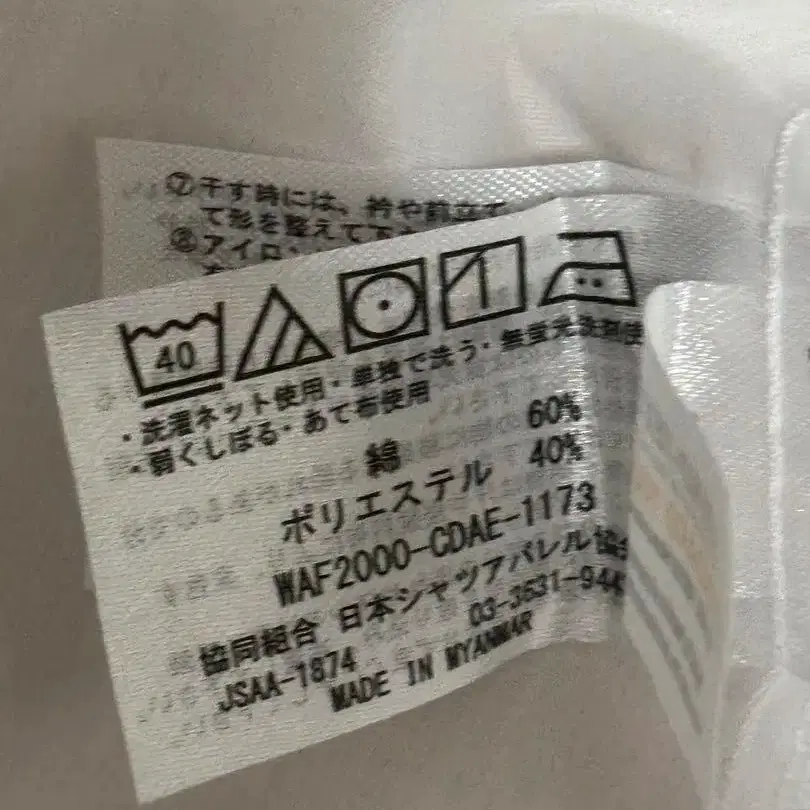 ⑦干す時には、衿や前立て
て形を整えて下
⑧アイロ
40
・洗濯ネット使用・単独で洗う・無蛍光洗剤使
・弱くしぼる・あて布使用
綿 60%
ポリエステル 40%
WAF2000-CDAE-1173
協同組合 日本シャツアパレル協会
03-3631-944
JSAA-1874
MADE IN MYANMAR